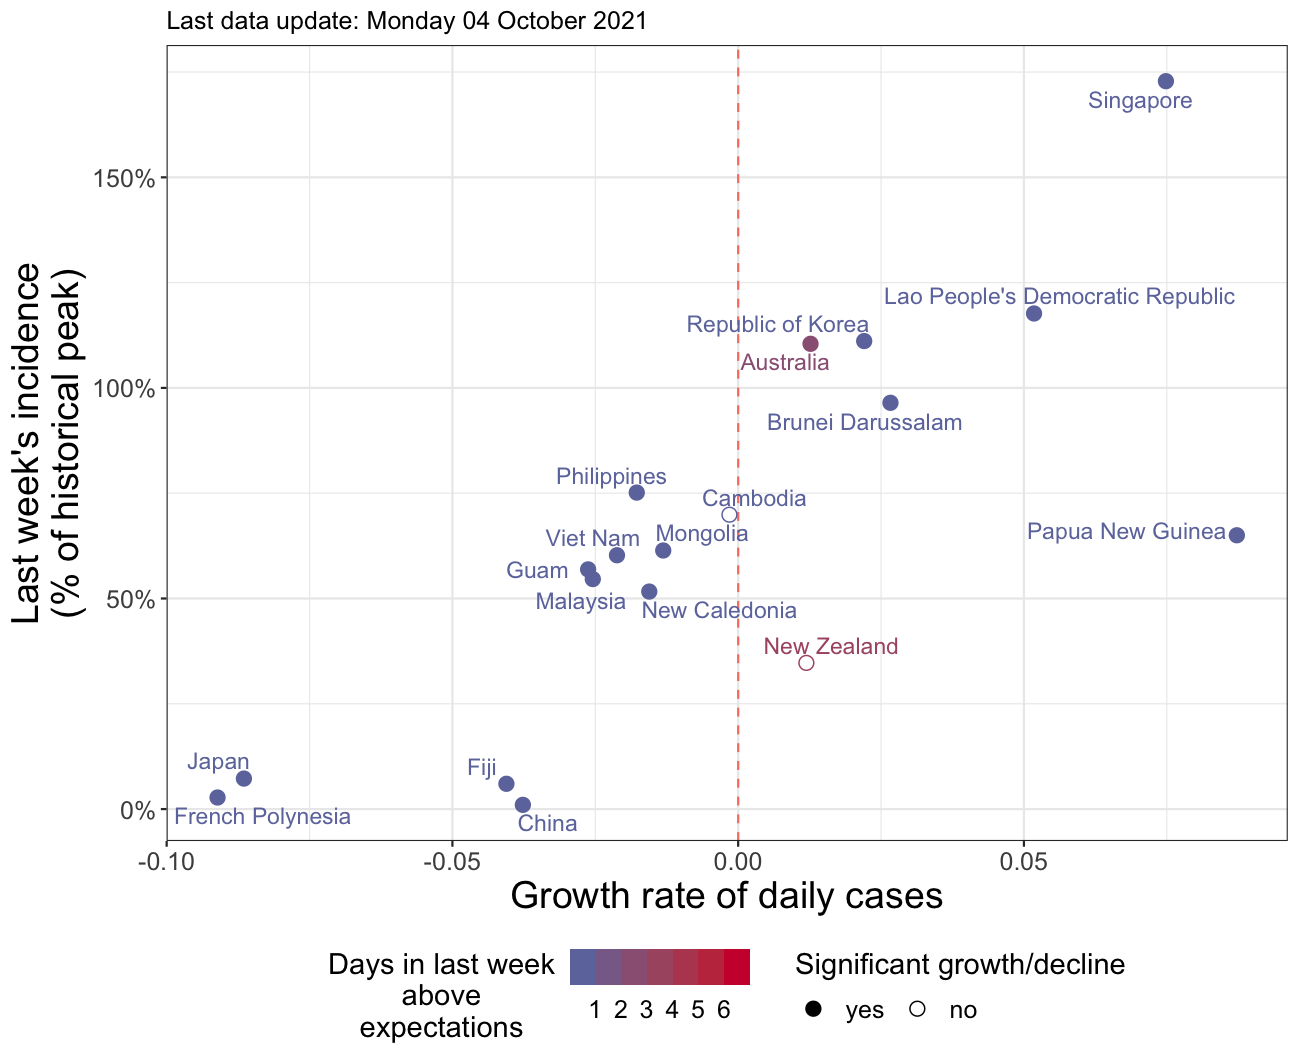 Last data update: Monday 04 October 2021
Singapore
150%
Lao People's Democratic Republic
Republic of Korea
Australia
100%
Brunei Darussalam
Last week's incidence
(% of historical peak)
Philippines
Cambodia
Viet Nam
Mongolia
Papua New Guinea
Guam
Malaysia
New Caledonia
50%
New Zealand
Japan
Fiji
French Polynesia
China
0%
-0.10 -0.05 0.00 0.05
Growth rate of daily cases
Days in last week
above
expectations
1 2 3 4 5 6
Significant growth/decline
yes no